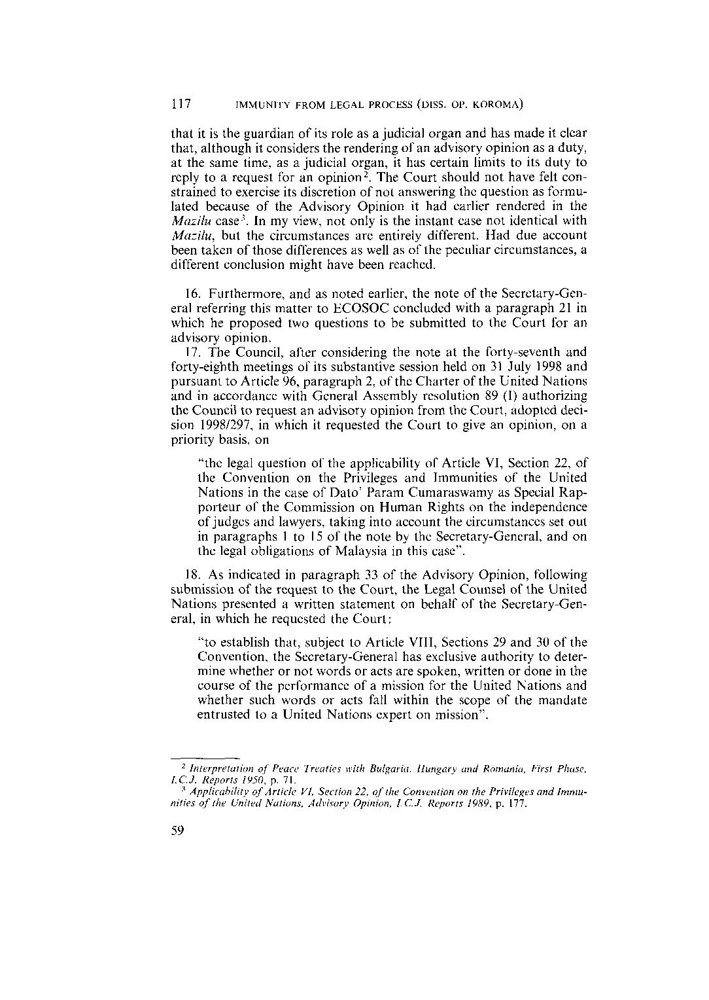 117 IMMUNITY FROM LEGAL PROCESS (DISS. OP. KOROMA)
that it is the guardian of its role as a judicial organ and has made it clear
that, although it considers the rendering of an advisory opinion as a duty,
at the same time, as a judicial organ, it has certain limits to its duty to
reply to a request for an opinion². The Court should not have felt con-
strained to exercise its discretion of not answering the question as formu-
lated because of the Advisory Opinion it had earlier rendered in the
Mazilu case³. In my view, not only is the instant case not identical with
Mazilu, but the circumstances are entirely different. Had due account
been taken of those differences as well as of the peculiar circumstances, a
different conclusion might have been reached.
16. Furthermore, and as noted earlier, the note of the Secretary-Gen-
eral referring this matter to ECOSOC concluded with a paragraph 21 in
which he proposed two questions to be submitted to the Court for an
advisory opinion.
17. The Council, after considering the note at the forty-seventh and
forty-eighth meetings of its substantive session held on 31 July 1998 and
pursuant to Article 96, paragraph 2, of the Charter of the United Nations
and in accordance with General Assembly resolution 89 (I) authorizing
the Council to request an advisory opinion from the Court, adopted deci-
sion 1998/297, in which it requested the Court to give an opinion, on a
priority basis, on
"the legal question of the applicability of Article VI, Section 22, of
the Convention on the Privileges and Immunities of the United
Nations in the case of Dato' Param Cumaraswamy as Special Rap-
porteur of the Commission on Human Rights on the independence
of judges and lawyers, taking into account the circumstances set out
in paragraphs 1 to 15 of the note by the Secretary-General, and on
the legal obligations of Malaysia in this case".
18. As indicated in paragraph 33 of the Advisory Opinion, following
submission of the request to the Court, the Legal Counsel of the United
Nations presented a written statement on behalf of the Secretary-Gen-
eral, in which he requested the Court:
"to establish that, subject to Article VIII, Sections 29 and 30 of the
Convention, the Secretary-General has exclusive authority to deter-
mine whether or not words or acts are spoken, written or done in the
course of the performance of a mission for the United Nations and
whether such words or acts fall within the scope of the mandate
entrusted to a United Nations expert on mission".
² Interpretation of Peace Treaties with Bulgaria, Hungary and Romania, First Phase,
I.C.J. Reports 1950, p. 71.
³ Applicability of Article VI, Section 22, of the Convention on the Privileges and Immu-
nities of the United Nations, Advisory Opinion, I.C.J. Reports 1989, p. 177.
59